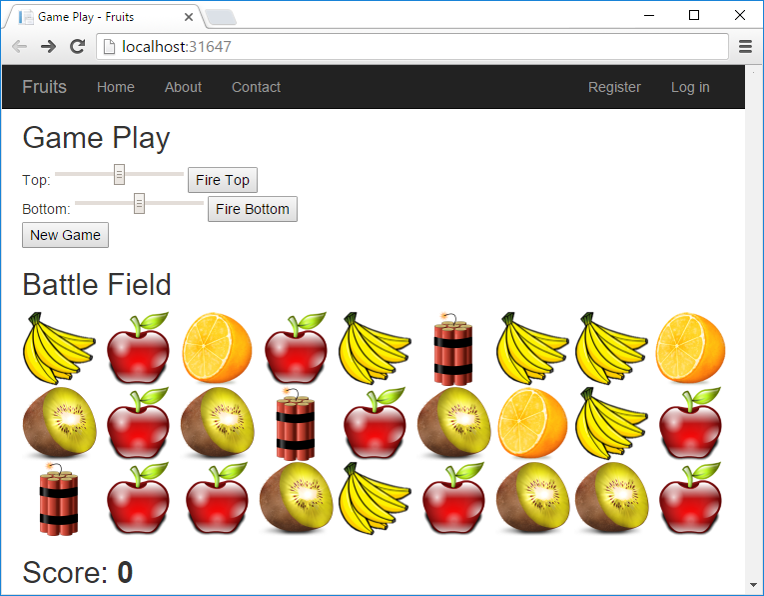 Game Play - Fruits
localhost:31647
Fruits Home About Contact Register Log in
Game Play
Top: Fire Top
Bottom: Fire Bottom
New Game
Battle Field
Score: 0